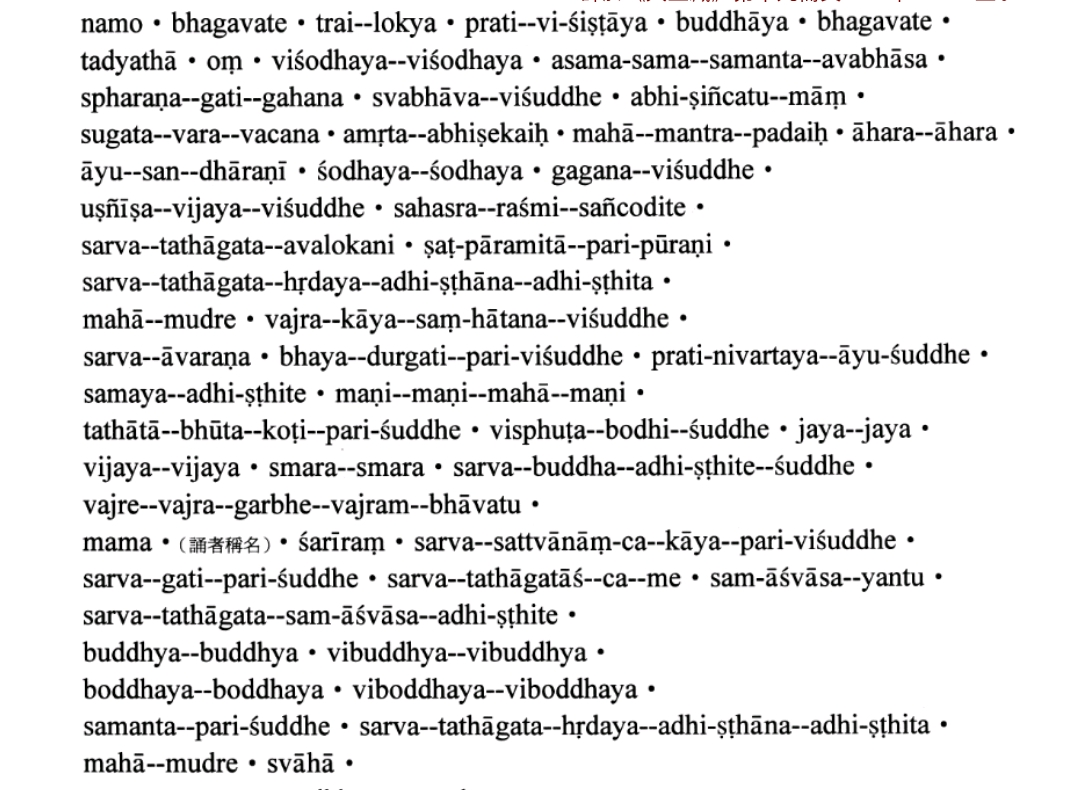 namo • bhagavate • trai--lokya • prati--vi-śiṣṭāya • buddhāya • bhagavate •
tadyathā • oṃ • viśodhaya--viśodhaya • asama-sama--samanta--avabhāsa •
spharaṇa--gati--gahana • svabhāva--viśuddhe • abhi-ṣiñcatu--māṃ •
sugata--vara--vacana • amṛta--abhiṣekaiḥ • mahā--mantra--padaiḥ • āhara--āhara •
āyu--san--dhāraṇī • śodhaya--śodhaya • gagana--viśuddhe •
uṣñīṣa--vijaya--viśuddhe • sahasra--raśmi--sañcodite •
sarva--tathāgata--avalokani • ṣaṭ-pāramitā--pari-pūraṇi •
sarva--tathāgata--hṛdaya--adhi-ṣṭhāna--adhi-ṣṭhita •
mahā--mudre • vajra--kāya--saṃ-hātana--viśuddhe •
sarva--āvaraṇa • bhaya--durgati--pari-viśuddhe • prati-nivartaya--āyu-śuddhe •
samaya--adhi-ṣṭhite • maṇi--maṇi--mahā--maṇi •
tathātā--bhūta--koṭi--pari-śuddhe • visphuṭa--bodhi--śuddhe • jaya--jaya •
vijaya--vijaya • smara--smara • sarva--buddha--adhi-ṣṭhite--śuddhe •
vajre--vajra--garbhe--vajram--bhāvatu •
mama •（誦者稱名）• śarīraṃ • sarva--sattvānāṃ-ca--kāya--pari-viśuddhe •
sarva--gati--pari-śuddhe • sarva--tathāgatāś--ca--me • sam-āśvāsa--yantu •
sarva--tathāgata--sam-āśvāsa--adhi-ṣṭhite •
buddhya--buddhya • vibuddhya--vibuddhya •
boddhaya--boddhaya • viboddhaya--viboddhaya •
samanta--pari-śuddhe • sarva--tathāgata--hṛdaya--adhi-ṣṭhāna--adhi-ṣṭhita •
mahā--mudre • svāhā •